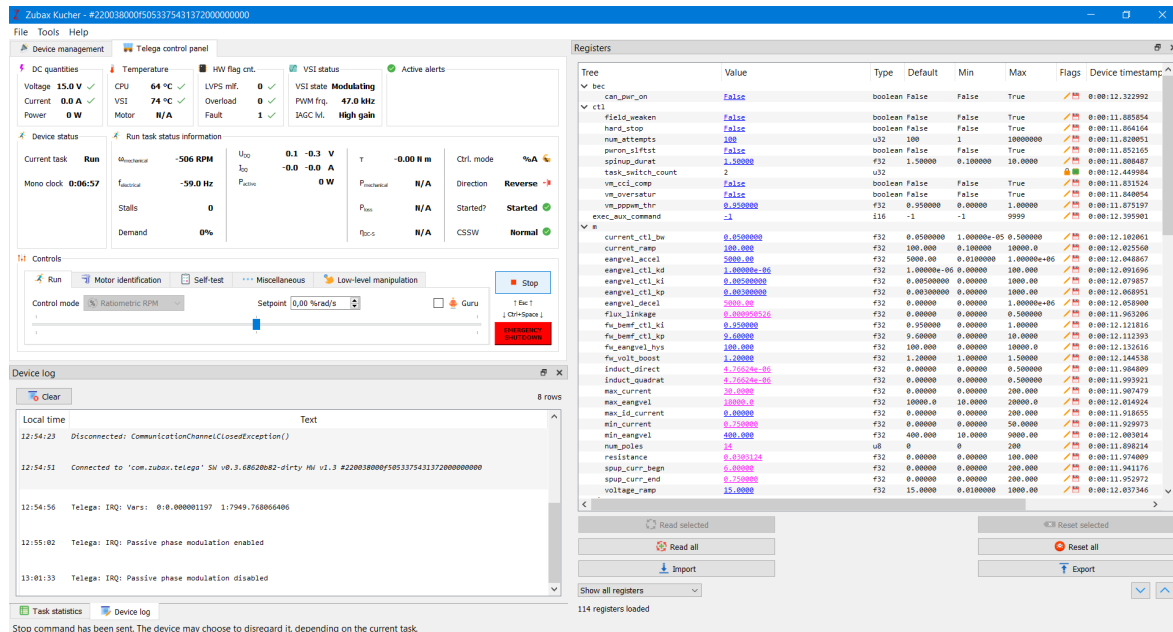 Zubax Kucher - #220038000f5053375431372000000000
File Tools Help
Device management Telega control panel
DC quantities
Voltage 15.0 V
Current 0.0 A
Power 0 W
Temperature
CPU 64 °C
VSI 74 °C
Motor N/A
HW flag cnt.
LVPS mlf. 0
Overload 0
Fault 1
VSI status
VSI state Modulating
PWM frq. 47.0 kHz
IAGC lvl. High gain
Active alerts
Device status
Current task Run
Mono clock 0:06:57
Run task status information
ωmechanical -506 RPM
felectrical -59.0 Hz
Stalls 0
Demand 0%
UDQ 0.1 -0.3 V
IDQ -0.0 -0.0 A
Pactive 0 W
τ -0.00 N m
Pmechanical N/A
Ploss N/A
ηDC-S N/A
Ctrl. mode %A
Direction Reverse
Started? Started
CSSW Normal
Controls
Run Motor identification Self-test Miscellaneous Low-level manipulation
Control mode Ratiometric RPM Setpoint 0,00 %rad/s Guru
Stop
↑ Esc ↑
↓ Ctrl+Space ↓
EMERGENCY
SHUTDOWN
Device log
Clear 8 rows
Local time Text
12:54:23 Disconnected: CommunicationChannelClosedException()
12:54:51 Connected to 'com.zubax.telega' SW v0.3.68620b82-dirty HW v1.3 #220038000f5053375431372000000000
12:54:56 Telega: IRQ: Vars: 0:0.000001197 1:7949.768066406
12:55:02 Telega: IRQ: Passive phase modulation enabled
13:01:33 Telega: IRQ: Passive phase modulation disabled
Task statistics Device log
Stop command has been sent. The device may choose to disregard it, depending on the current task.
Registers
Tree Value Type Default Min Max Flags Device timestamp
bec
can_pwr_on False boolean False False True 0:00:12.322992
ctl
field_weaken False boolean False False True 0:00:11.885854
hard_stop False boolean False False True 0:00:11.864164
num_attempts 100 u32 100 1 10000000 0:00:11.820051
pwron_slftst False boolean False False True 0:00:11.852165
spinup_durat 1.50000 f32 1.50000 0.100000 10.0000 0:00:11.808487
task_switch_count 2 u32 0:00:12.449984
vm_cci_comp False boolean False False True 0:00:11.831524
vm_oversatur False boolean False False True 0:00:11.840054
vm_pppwm_thr 0.950000 f32 0.950000 0.00000 1.00000 0:00:11.875197
exec_aux_command -1 i16 -1 -1 9999 0:00:12.395901
m
current_ctl_bw 0.0500000 f32 0.0500000 1.00000e-05 0.500000 0:00:12.102061
current_ramp 100.000 f32 100.000 0.100000 10000.0 0:00:12.025560
eangvel_accel 5000.00 f32 5000.00 0.0100000 1.00000e+06 0:00:12.048867
eangvel_ctl_kd 1.00000e-06 f32 1.00000e-06 0.00000 100.000 0:00:12.091696
eangvel_ctl_ki 0.00500000 f32 0.00500000 0.00000 100.000 0:00:12.079857
eangvel_ctl_kp 0.00300000 f32 0.00300000 0.00000 100.000 0:00:12.068951
eangvel_decel 5000.00 f32 0.00000 0.00000 1.00000e+06 0:00:12.058900
flux_linkage 0.000950526 f32 0.00000 0.00000 0.500000 0:00:11.963206
fw_bemf_ctl_ki 0.950000 f32 0.950000 0.00000 1.00000 0:00:12.121816
fw_bemf_ctl_kp 9.60000 f32 9.60000 0.00000 10.0000 0:00:12.112393
fw_eangvel_hys 100.000 f32 100.000 0.00000 10000.0 0:00:12.132616
fw_volt_boost 1.20000 f32 1.20000 1.00000 1.50000 0:00:12.144538
induct_direct 4.76624e-06 f32 0.00000 0.00000 0.500000 0:00:11.984809
induct_quadrat 4.76624e-06 f32 0.00000 0.00000 0.500000 0:00:11.993921
max_current 30.0000 f32 0.00000 0.00000 200.000 0:00:11.907479
max_eangvel 18000.0 f32 10000.0 10.0000 20000.0 0:00:12.014924
max_id_current 0.00000 f32 0.00000 0.00000 200.000 0:00:11.918655
min_current 0.750000 f32 0.00000 0.00000 50.0000 0:00:11.929973
min_eangvel 400.000 f32 400.000 10.0000 9000.00 0:00:12.003014
num_poles 14 u8 0 0 200 0:00:11.898214
resistance 0.0303124 f32 0.00000 0.00000 100.000 0:00:11.974009
spup_curr_begn 6.00000 f32 0.00000 0.00000 200.000 0:00:11.941176
spup_curr_end 0.750000 f32 0.00000 0.00000 200.000 0:00:11.952972
voltage_ramp 15.0000 f32 15.0000 0.0100000 1000.00 0:00:12.037346
Read selected Reset selected
Read all Reset all
Import Export
Show all registers
114 registers loaded